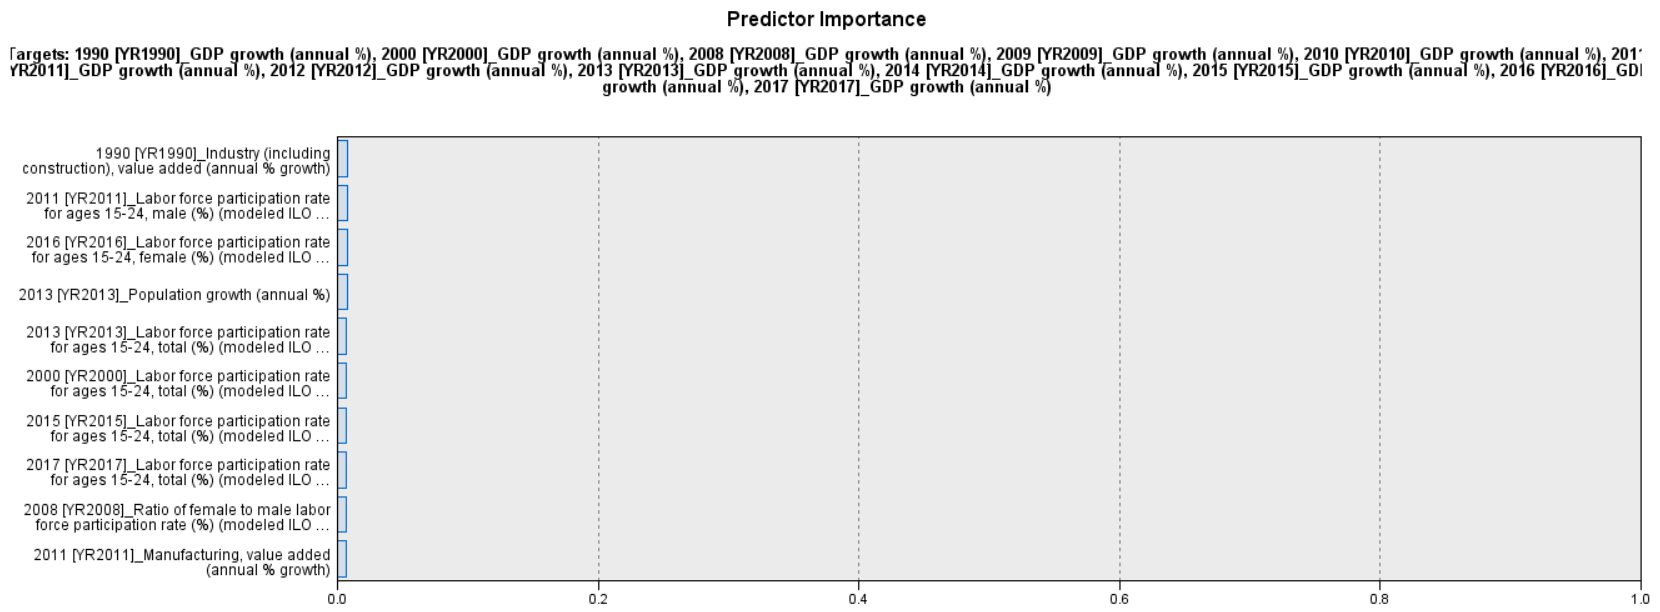 Predictor Importance
Targets: 1990 [YR1990]_GDP growth (annual %), 2000 [YR2000]_GDP growth (annual %), 2008 [YR2008]_GDP growth (annual %), 2009 [YR2009]_GDP growth (annual %), 2010 [YR2010]_GDP growth (annual %), 201
YR2011]_GDP growth (annual %), 2012 [YR2012]_GDP growth (annual %), 2013 [YR2013]_GDP growth (annual %), 2014 [YR2014]_GDP growth (annual %), 2015 [YR2015]_GDP growth (annual %), 2016 [YR2016]_GD
growth (annual %), 2017 [YR2017]_GDP growth (annual %)
1990 [YR1990]_Industry (including
construction), value added (annual % growth)
2011 [YR2011]_Labor force participation rate
for ages 15-24, male (%) (modeled ILO ...
2016 [YR2016]_Labor force participation rate
for ages 15-24, female (%) (modeled ILO ...
2013 [YR2013]_Population growth (annual %)
2013 [YR2013]_Labor force participation rate
for ages 15-24, total (%) (modeled ILO ...
2000 [YR2000]_Labor force participation rate
for ages 15-24, total (%) (modeled ILO ...
2015 [YR2015]_Labor force participation rate
for ages 15-24, total (%) (modeled ILO ...
2017 [YR2017]_Labor force participation rate
for ages 15-24, total (%) (modeled ILO ...
2008 [YR2008]_Ratio of female to male labor
force participation rate (%) (modeled ILO ...
2011 [YR2011]_Manufacturing, value added
(annual % growth)
0.0 0.2 0.4 0.6 0.8 1.0